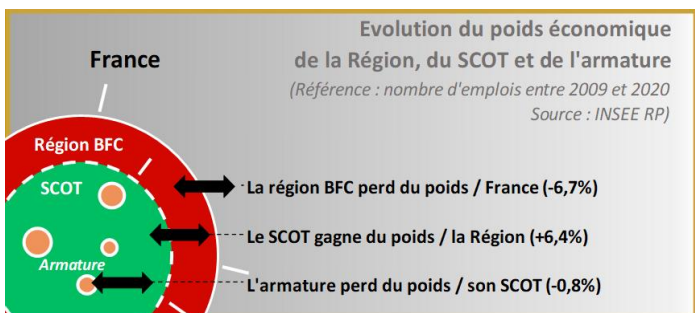 Evolution du poids économique
de la Région, du SCOT et de l'armature
(Référence : nombre d'emplois entre 2009 et 2020
Source : INSEE RP)
France
Région BFC
SCOT
Armature
La région BFC perd du poids / France (-6,7%)
Le SCOT gagne du poids / la Région (+6,4%)
L'armature perd du poids / son SCOT (-0,8%)